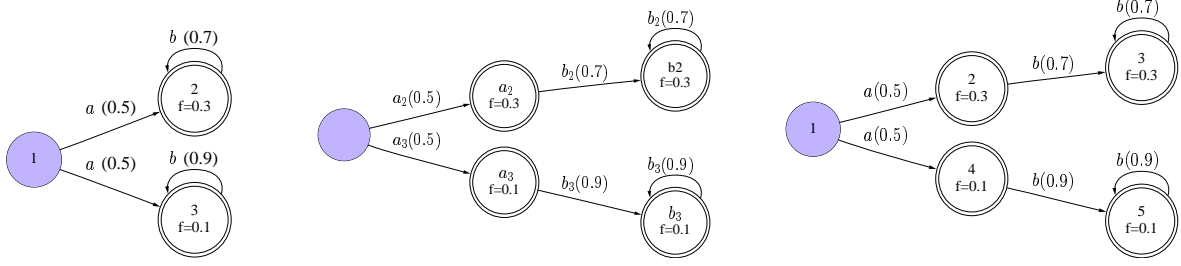 b (0.7)
2
f=0.3
a (0.5)
1
a (0.5)
b (0.9)
3
f=0.1
b₂(0.7)
b2
f=0.3
b₂(0.7)
a₂
f=0.3
a₂(0.5)
a₃(0.5)
a₃
f=0.1
b₃(0.9)
b₃(0.9)
b₃
f=0.1
b(0.7)
3
f=0.3
b(0.7)
2
f=0.3
a(0.5)
1
a(0.5)
4
f=0.1
b(0.9)
b(0.9)
5
f=0.1